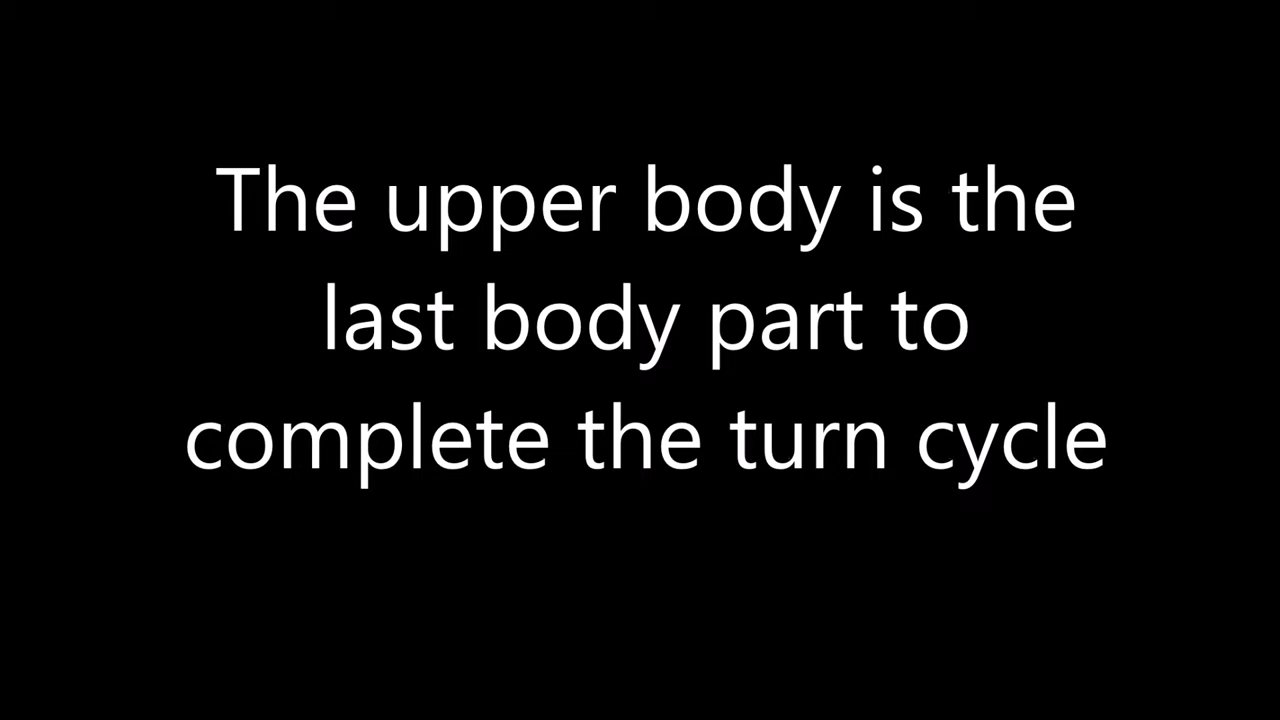 The upper body is the
last body part to
complete the turn cycle